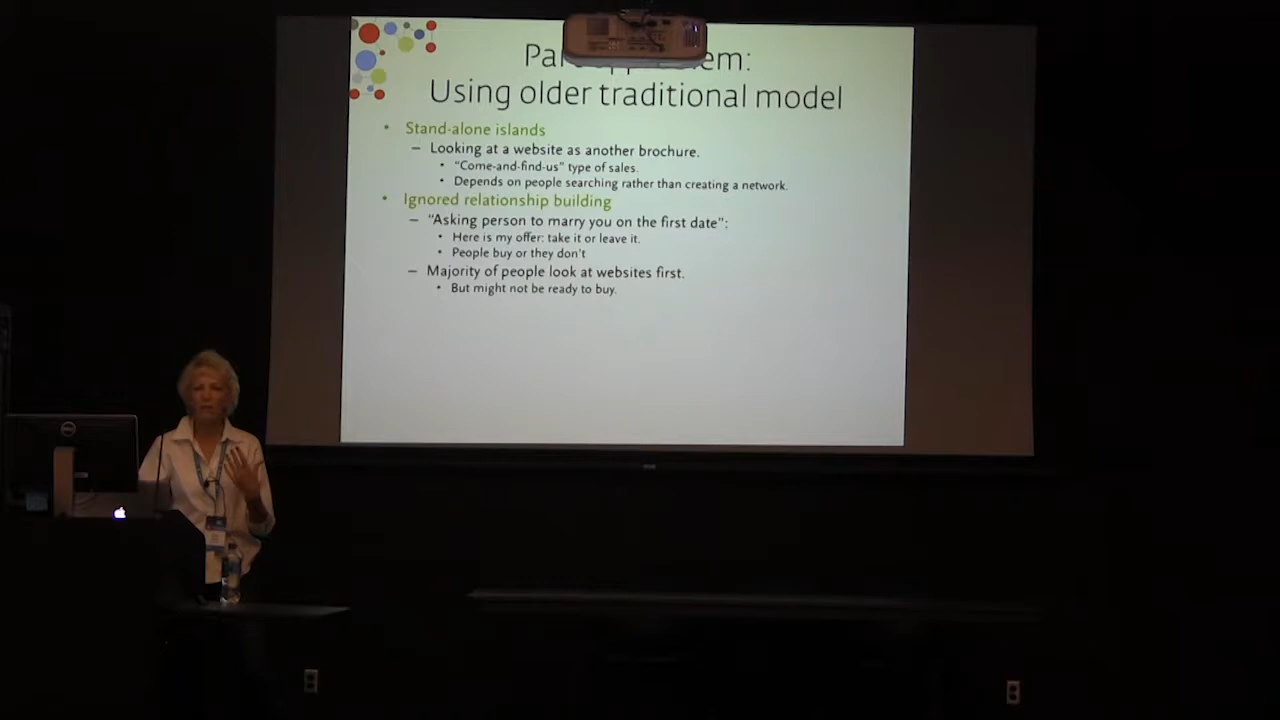 em:
Using older traditional model
• Stand-alone islands
– Looking at a website as another brochure.
• “Come-and-find-us” type of sales.
• Depends on people searching rather than creating a network.
• Ignored relationship building
– “Asking person to marry you on the first date”:
• Here is my offer: take it or leave it.
• People buy or they don’t
– Majority of people look at websites first.
• But might not be ready to buy.
DELL